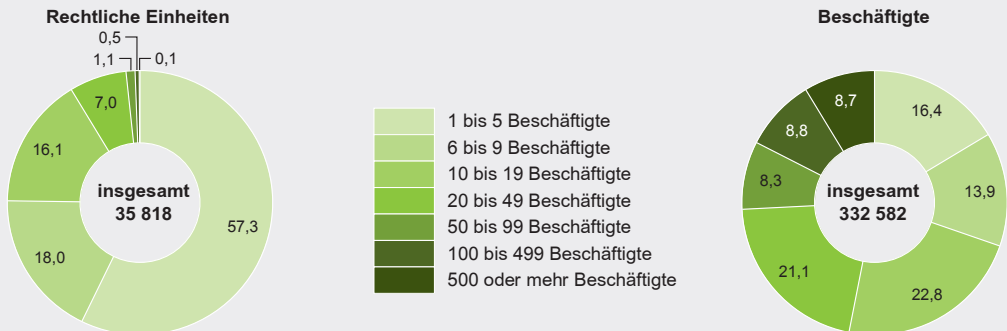 Rechtliche Einheiten
0,5
1,1
0,1
7,0
16,1
18,0
57,3
insgesamt
35 818
1 bis 5 Beschäftigte
6 bis 9 Beschäftigte
10 bis 19 Beschäftigte
20 bis 49 Beschäftigte
50 bis 99 Beschäftigte
100 bis 499 Beschäftigte
500 oder mehr Beschäftigte
Beschäftigte
8,7
16,4
8,8
8,3
13,9
insgesamt
332 582
21,1
22,8